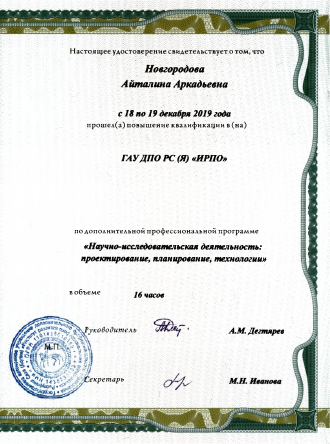 Настоящее удостоверение свидетельствует о том, что
Новгородова
Айталина Аркадьевна
с 18 по 19 декабря 2019 года
прошел(а) повышение квалификации в (на)
ГАУ ДПО РС (Я) «ИРПО»
по дополнительной профессиональной программе
«Научно-исследовательская деятельность:
проектирование, планирование, технологии»
в объеме 16 часов
Руководитель А.М. Дегтярев
М.П.
Секретарь М.Н. Иванова